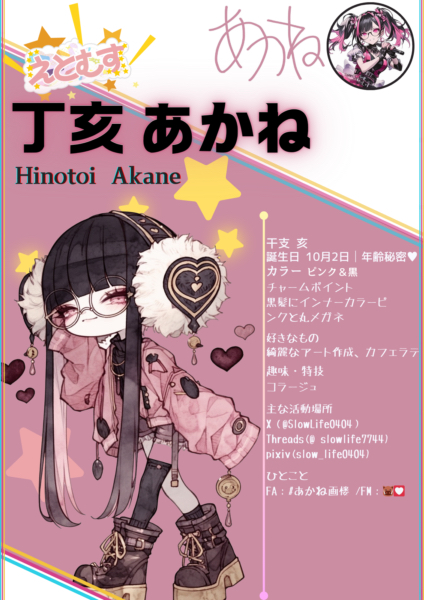 えとむす
あかね
丁亥 あかね
Hinotoi Akane
干支 亥
誕生日 10月2日｜年齢秘密♥
カラー ピンク＆黒
チャームポイント
黒髪にインナーカラーピ
ンクと丸メガネ
好きなもの
綺麗なアート作成、カフェラテ
趣味・特技
コラージュ
主な活動場所
X（@SlowLife0404）
Threads(@ slowlife7744)
pixiv(slow_life0404)
ひとこと
FA：#あかね画廊 /FM：🐗💟